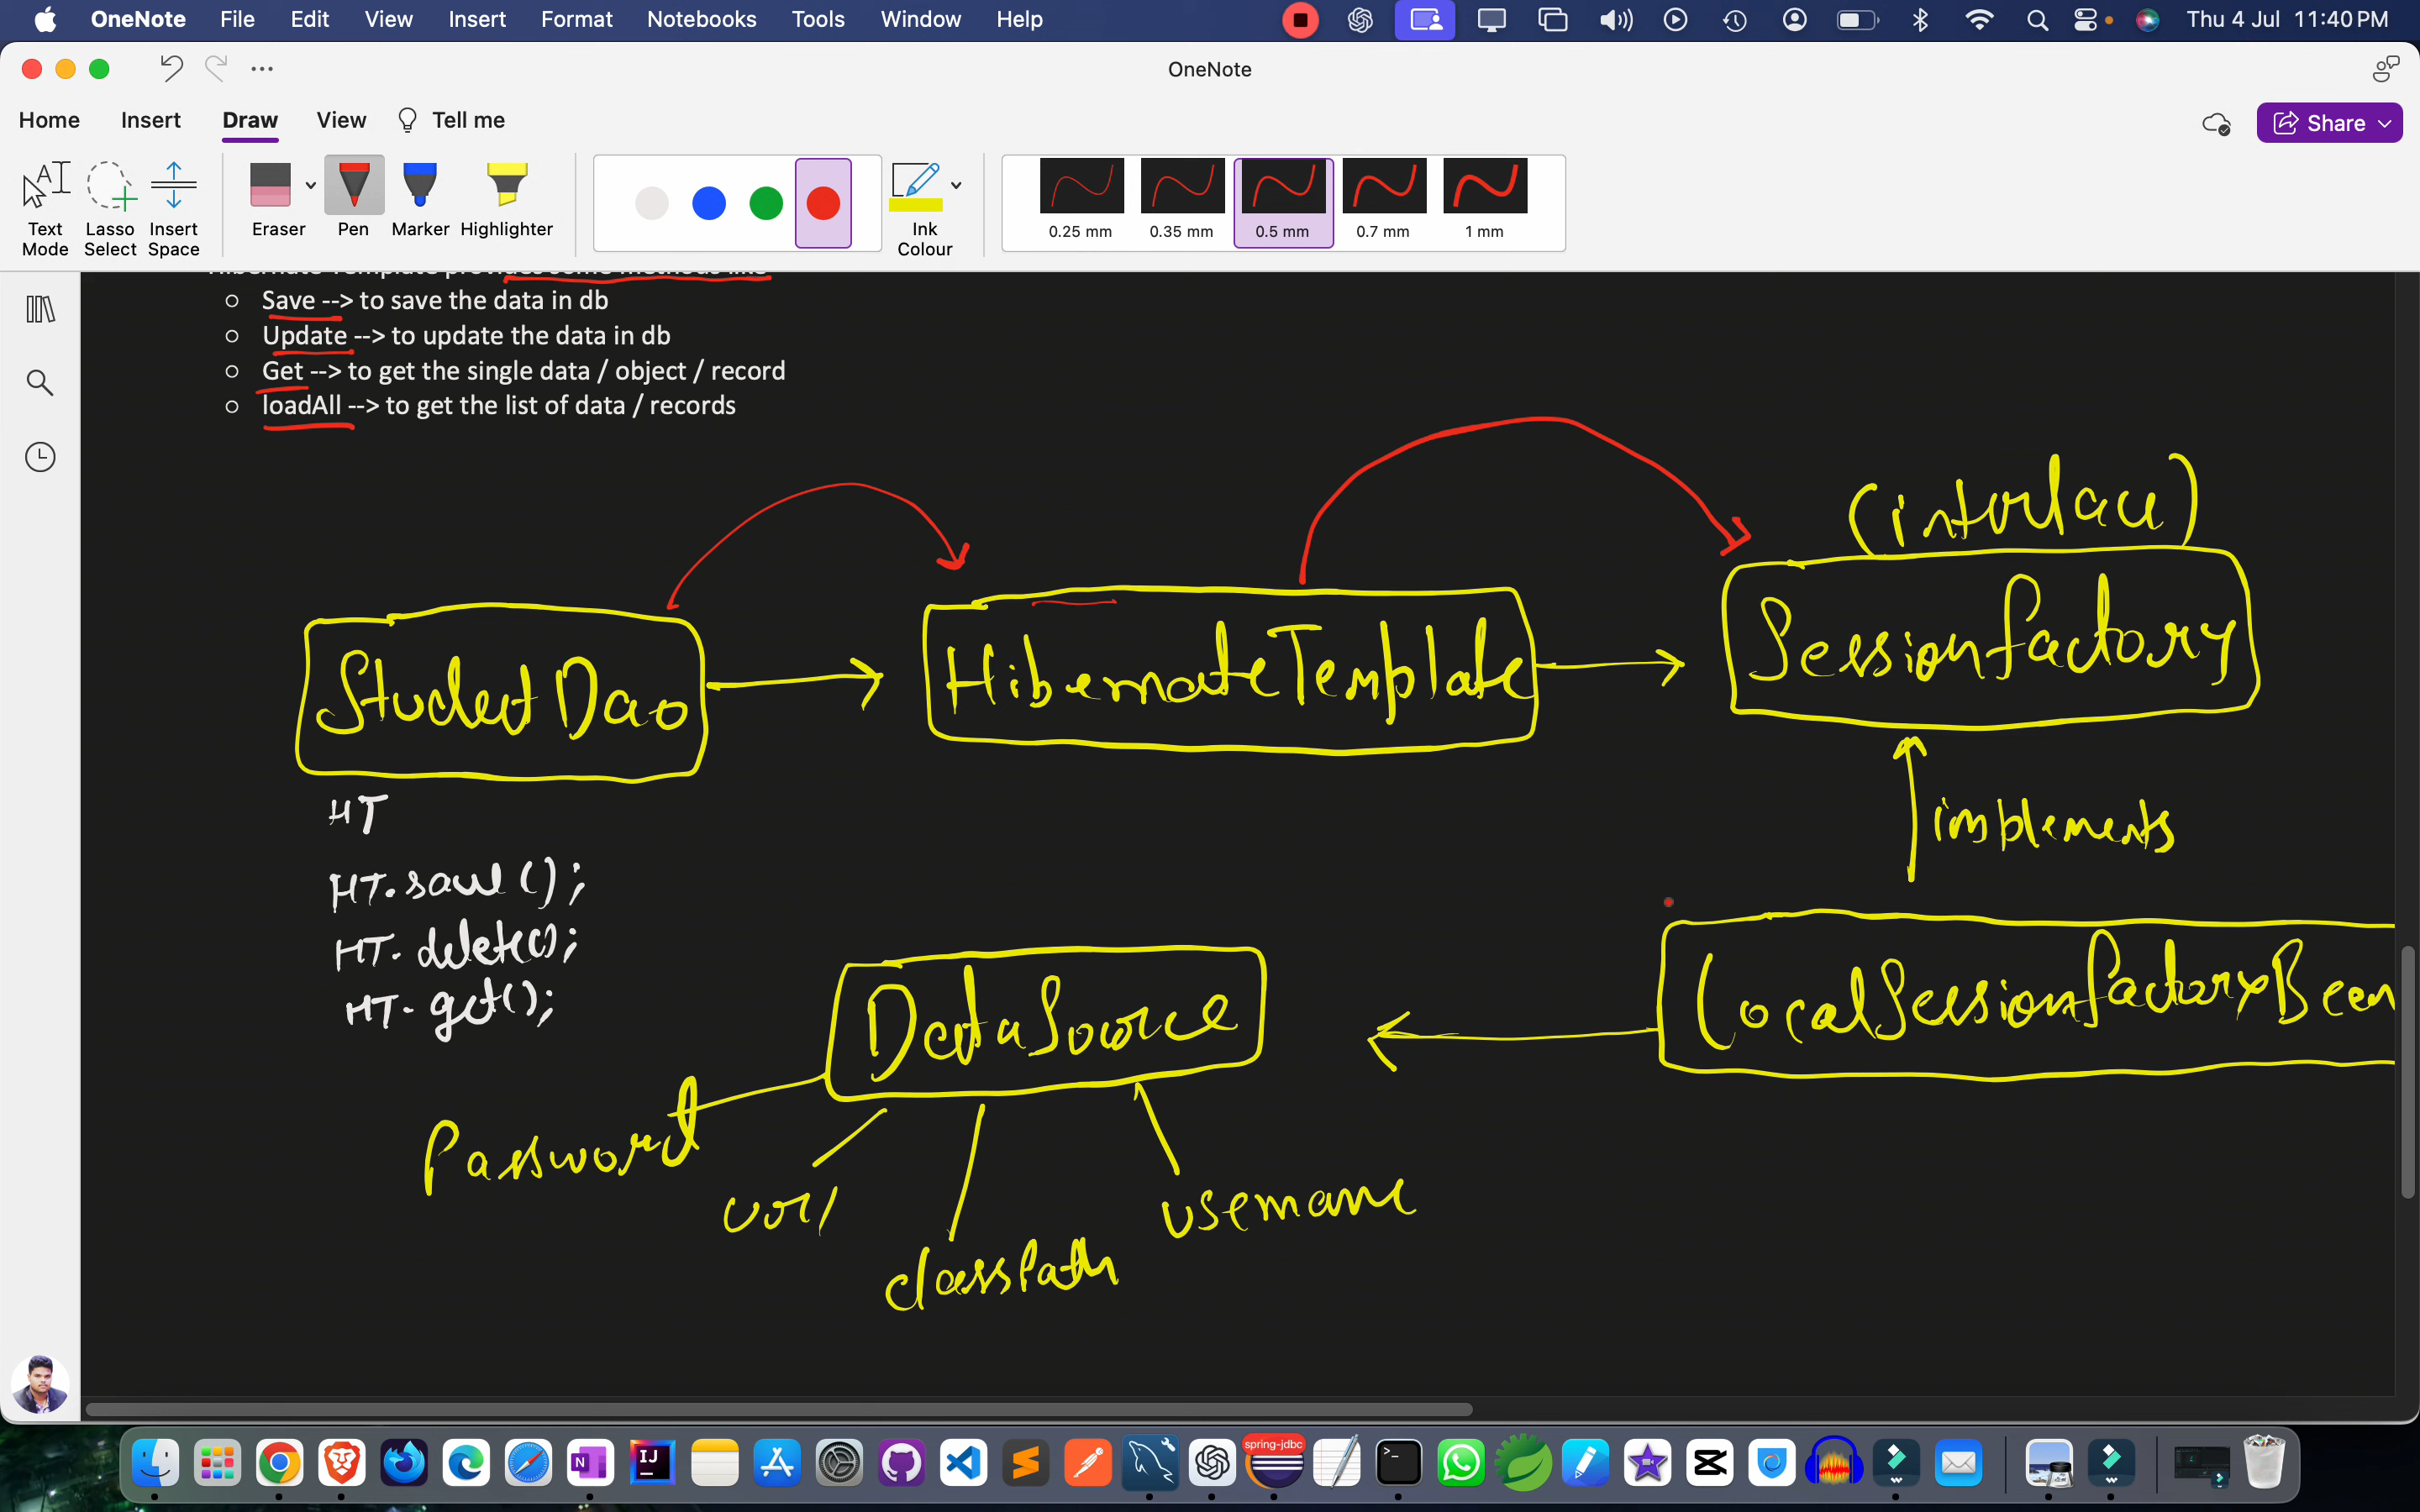 OneNote File Edit View Insert Format Notebooks Tools Window Help Thu 4 Jul 11:40 PM
OneNote
Home Insert Draw View Tell me Share
Text Mode
Lasso Select
Insert Space
Eraser
Pen
Marker
Highlighter
Ink Colour
0.25 mm 0.35 mm 0.5 mm 0.7 mm 1 mm
Save --> to save the data in db
Update --> to update the data in db
Get --> to get the single data / object / record
loadAll --> to get the list of data / records
(interface)
StudentDao
HibernateTemplate
SessionFactory
HT
implements
HT.save();
HT.delete();
HT.get();
DataSource
LocalSessionFactoryBean
Password
url
username
classPath
spring-jdbc